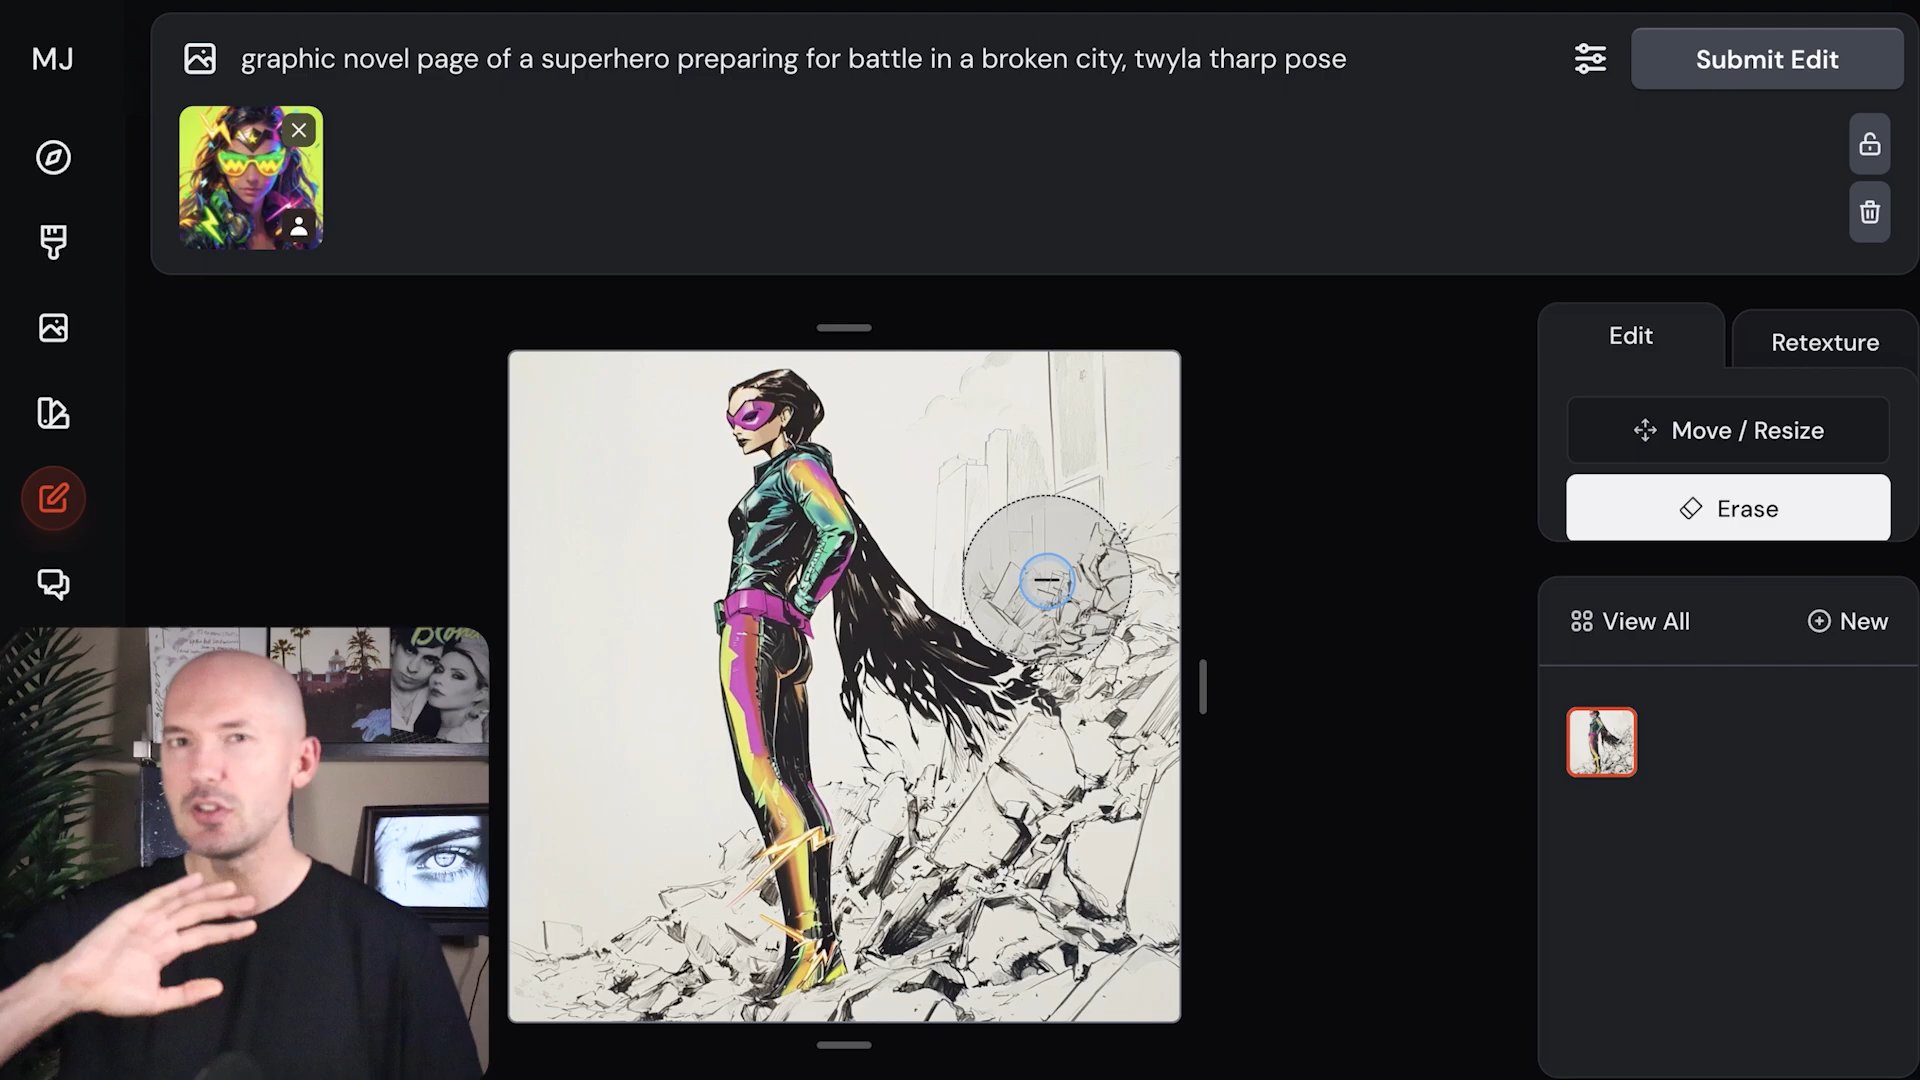 MJ
graphic novel page of a superhero preparing for battle in a broken city, twyla tharp pose
Submit Edit
Edit
Retexture
Move / Resize
Erase
View All
New
Blond